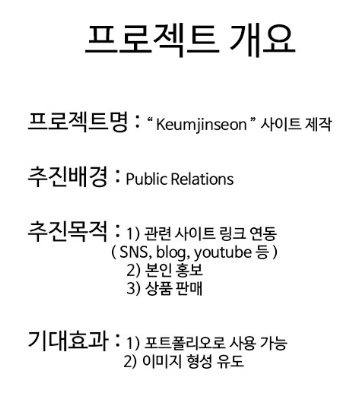 프로젝트 개요
프로젝트명 : “ Keumjinseon ” 사이트 제작
추진배경 : Public Relations
추진목적 : 1) 관련 사이트 링크 연동
( SNS, blog, youtube 등 )
2) 본인 홍보
3) 상품 판매
기대효과 : 1) 포트폴리오로 사용 가능
2) 이미지 형성 유도